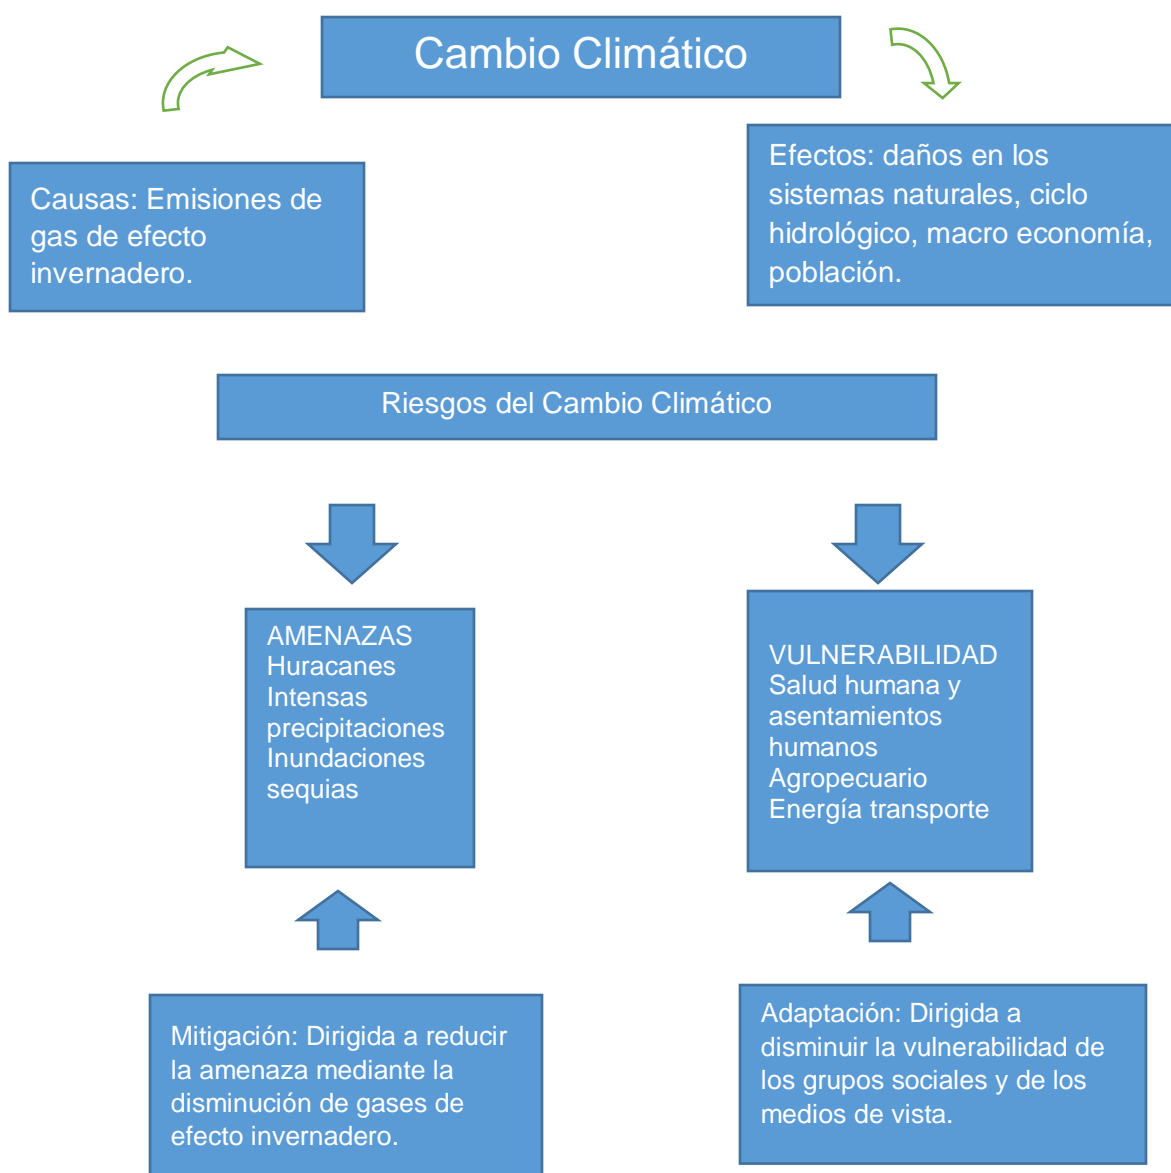 Cambio Climático
Causas: Emisiones de
gas de efecto
invernadero.
Efectos: daños en los
sistemas naturales, ciclo
hidrológico, macro economía,
población.
Riesgos del Cambio Climático
AMENAZAS
Huracanes
Intensas
precipitaciones
Inundaciones
sequias
VULNERABILIDAD
Salud humana y
asentamientos
humanos
Agropecuario
Energía transporte
Mitigación: Dirigida a reducir
la amenaza mediante la
disminución de gases de
efecto invernadero.
Adaptación: Dirigida a
disminuir la vulnerabilidad de
los grupos sociales y de los
medios de vista.